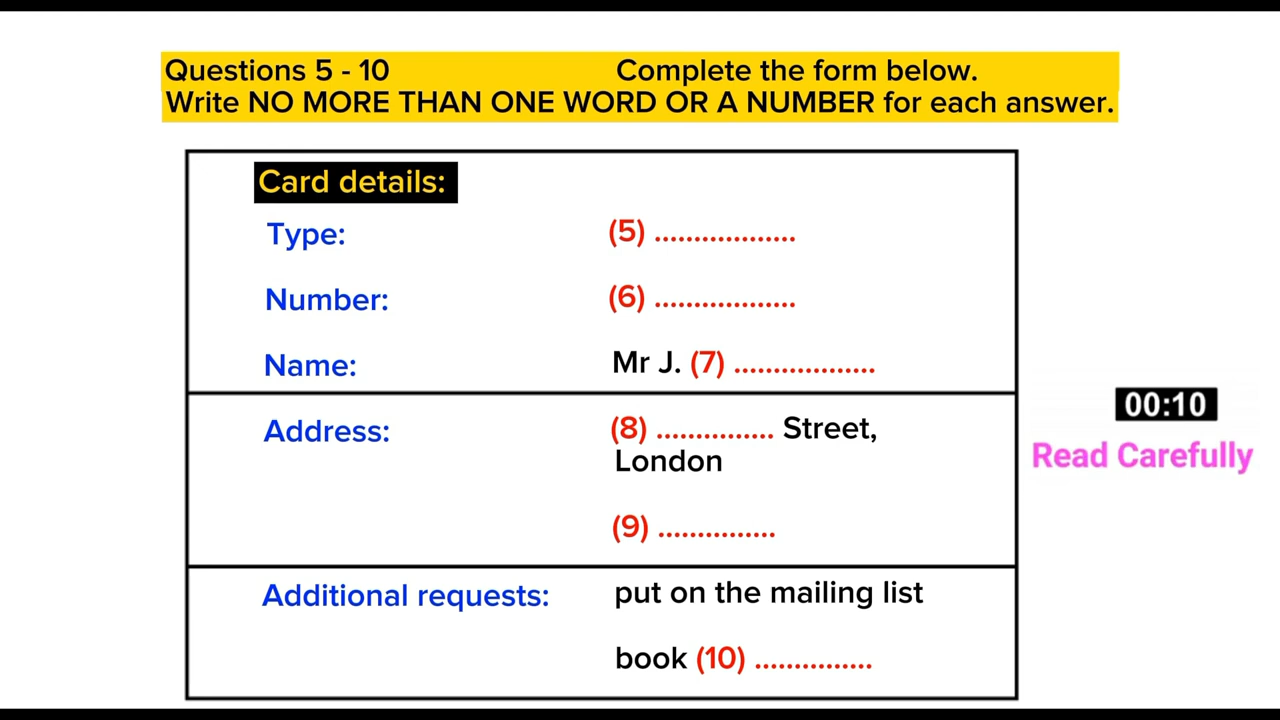 Questions 5 - 10 Complete the form below.
Write NO MORE THAN ONE WORD OR A NUMBER for each answer.
Card details:
Type: (5) ..................
Number: (6) ..................
Name: Mr J. (7) ..................
Address: (8) ............... Street,
London
(9) ...............
Additional requests: put on the mailing list
book (10) ...............
00:10
Read Carefully